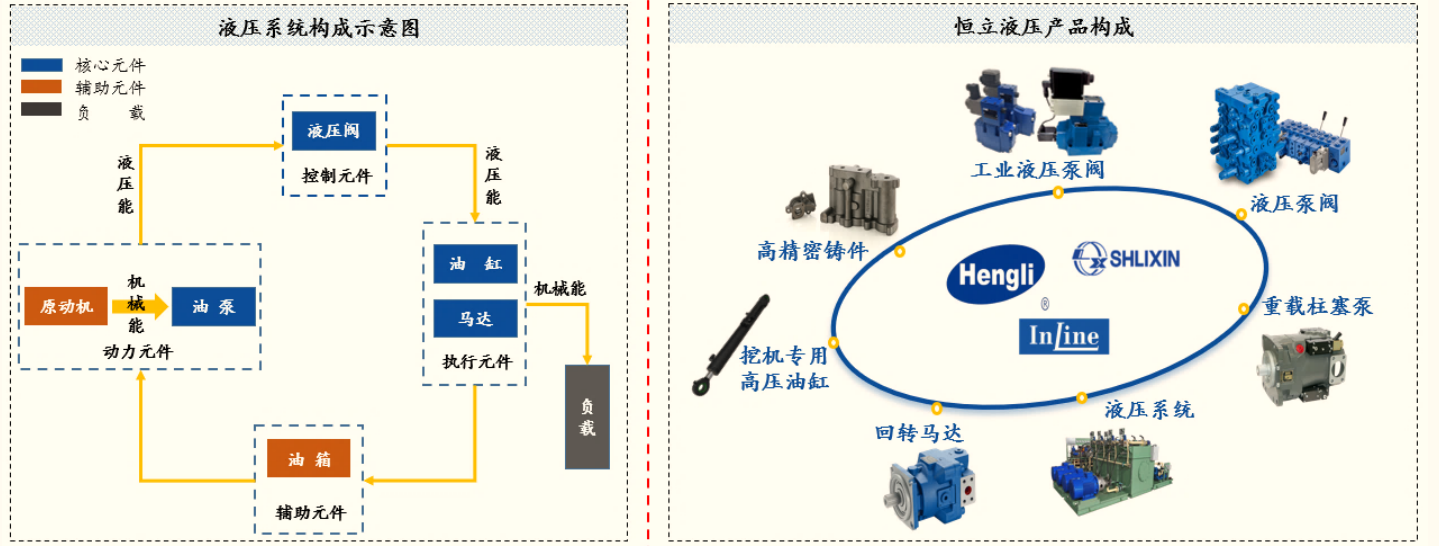 液压系统构成示意图
核心元件
辅助元件
负 载
液压阀
控制元件
液压能
液压能
油 缸
马达
执行元件
机械能
原动机
机械能
油 泵
动力元件
负载
油 箱
辅助元件
恒立液压产品构成
工业液压泵阀
液压泵阀
高精密铸件
Hengli
®
SHLIXIN
InLine
重载柱塞泵
挖机专用
高压油缸
液压系统
回转马达